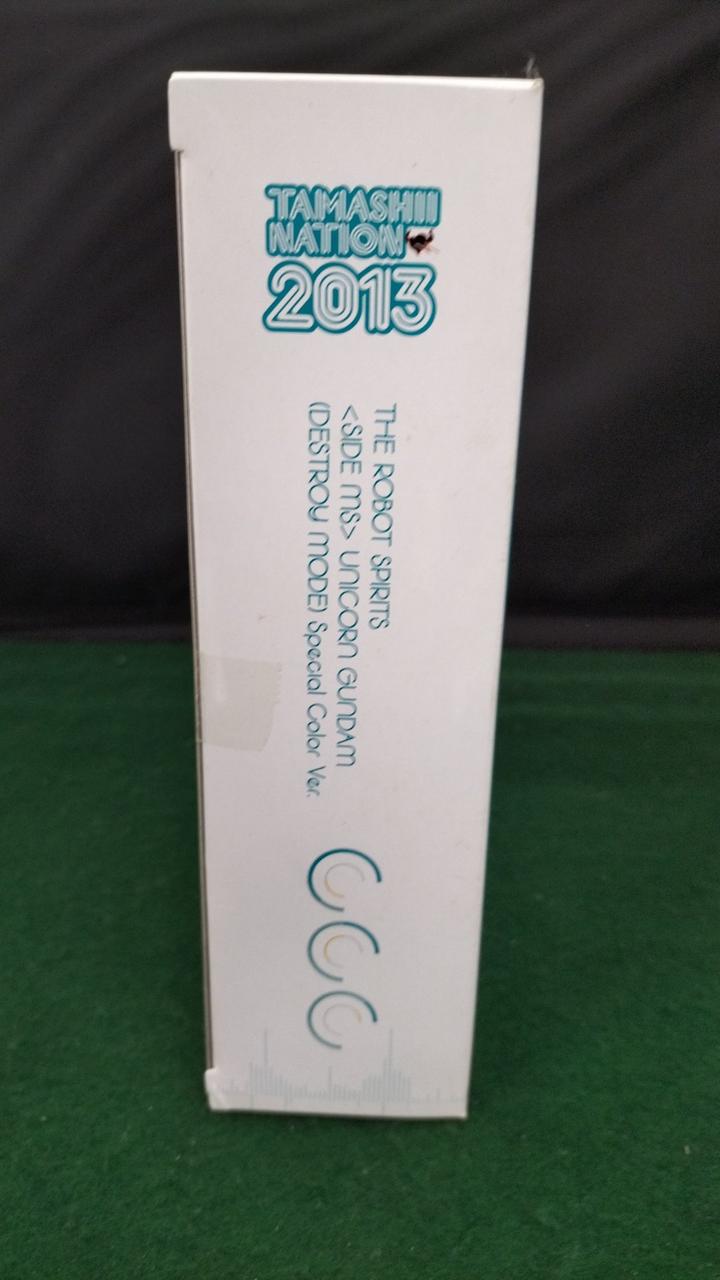 TAMASHII
NATION
2013
THE ROBOT SPIRITS
<SIDE MS> UNICORN GUNDAM
(DESTROY MODE) Special Color Ver.